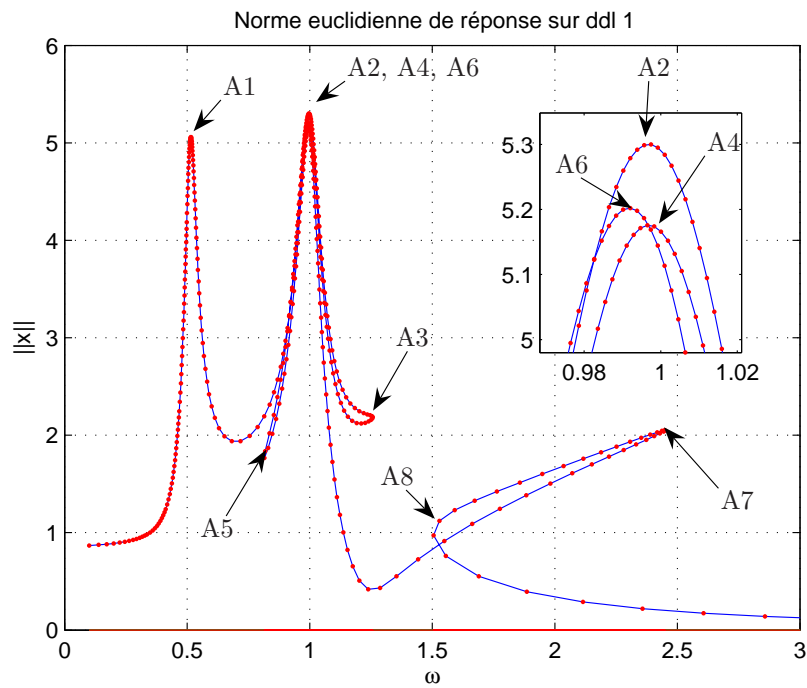 Norme euclidienne de réponse sur ddl 1
6
5
4
3
2
1
0
||x||
A1
A2, A4, A6
A3
A5
A8
A7
A2
A4
A6
5.3
5.2
5.1
5
0.98
1
1.02
0
0.5
1
1.5
2
2.5
3
ω